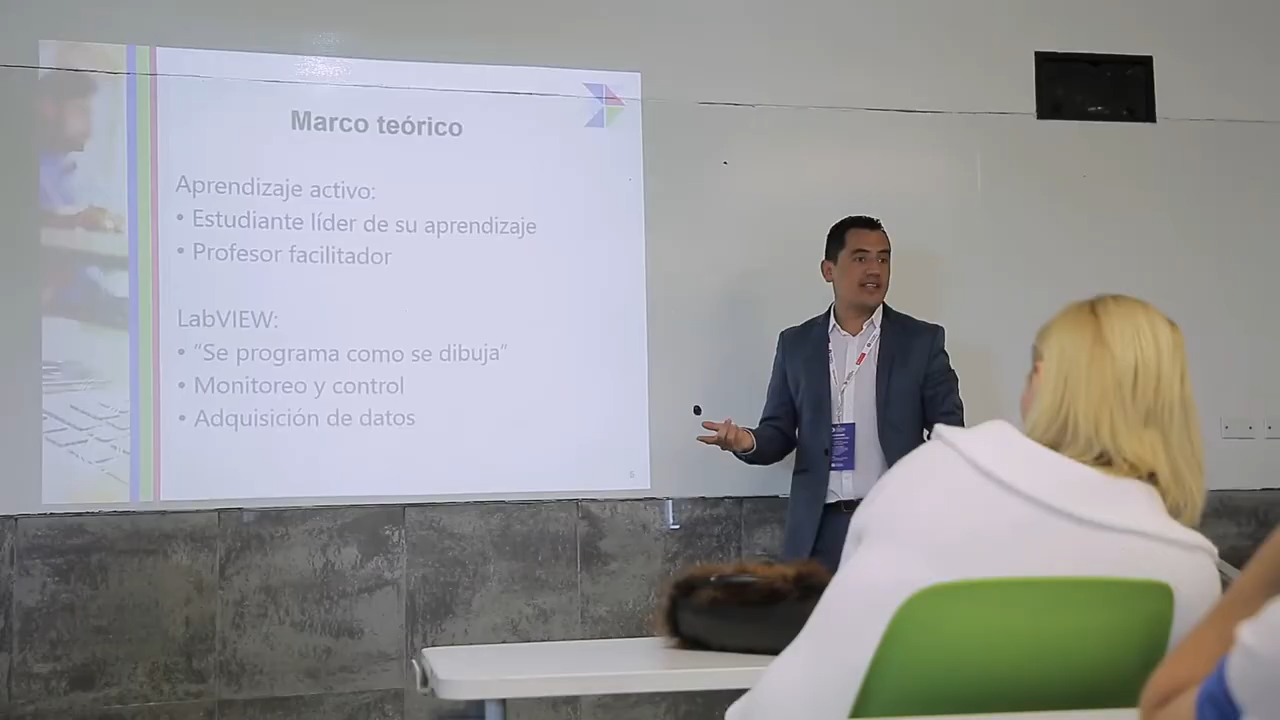 Marco teórico
Aprendizaje activo:
• Estudiante líder de su aprendizaje
• Profesor facilitador
LabVIEW:
• “Se programa como se dibuja”
• Monitoreo y control
• Adquisición de datos